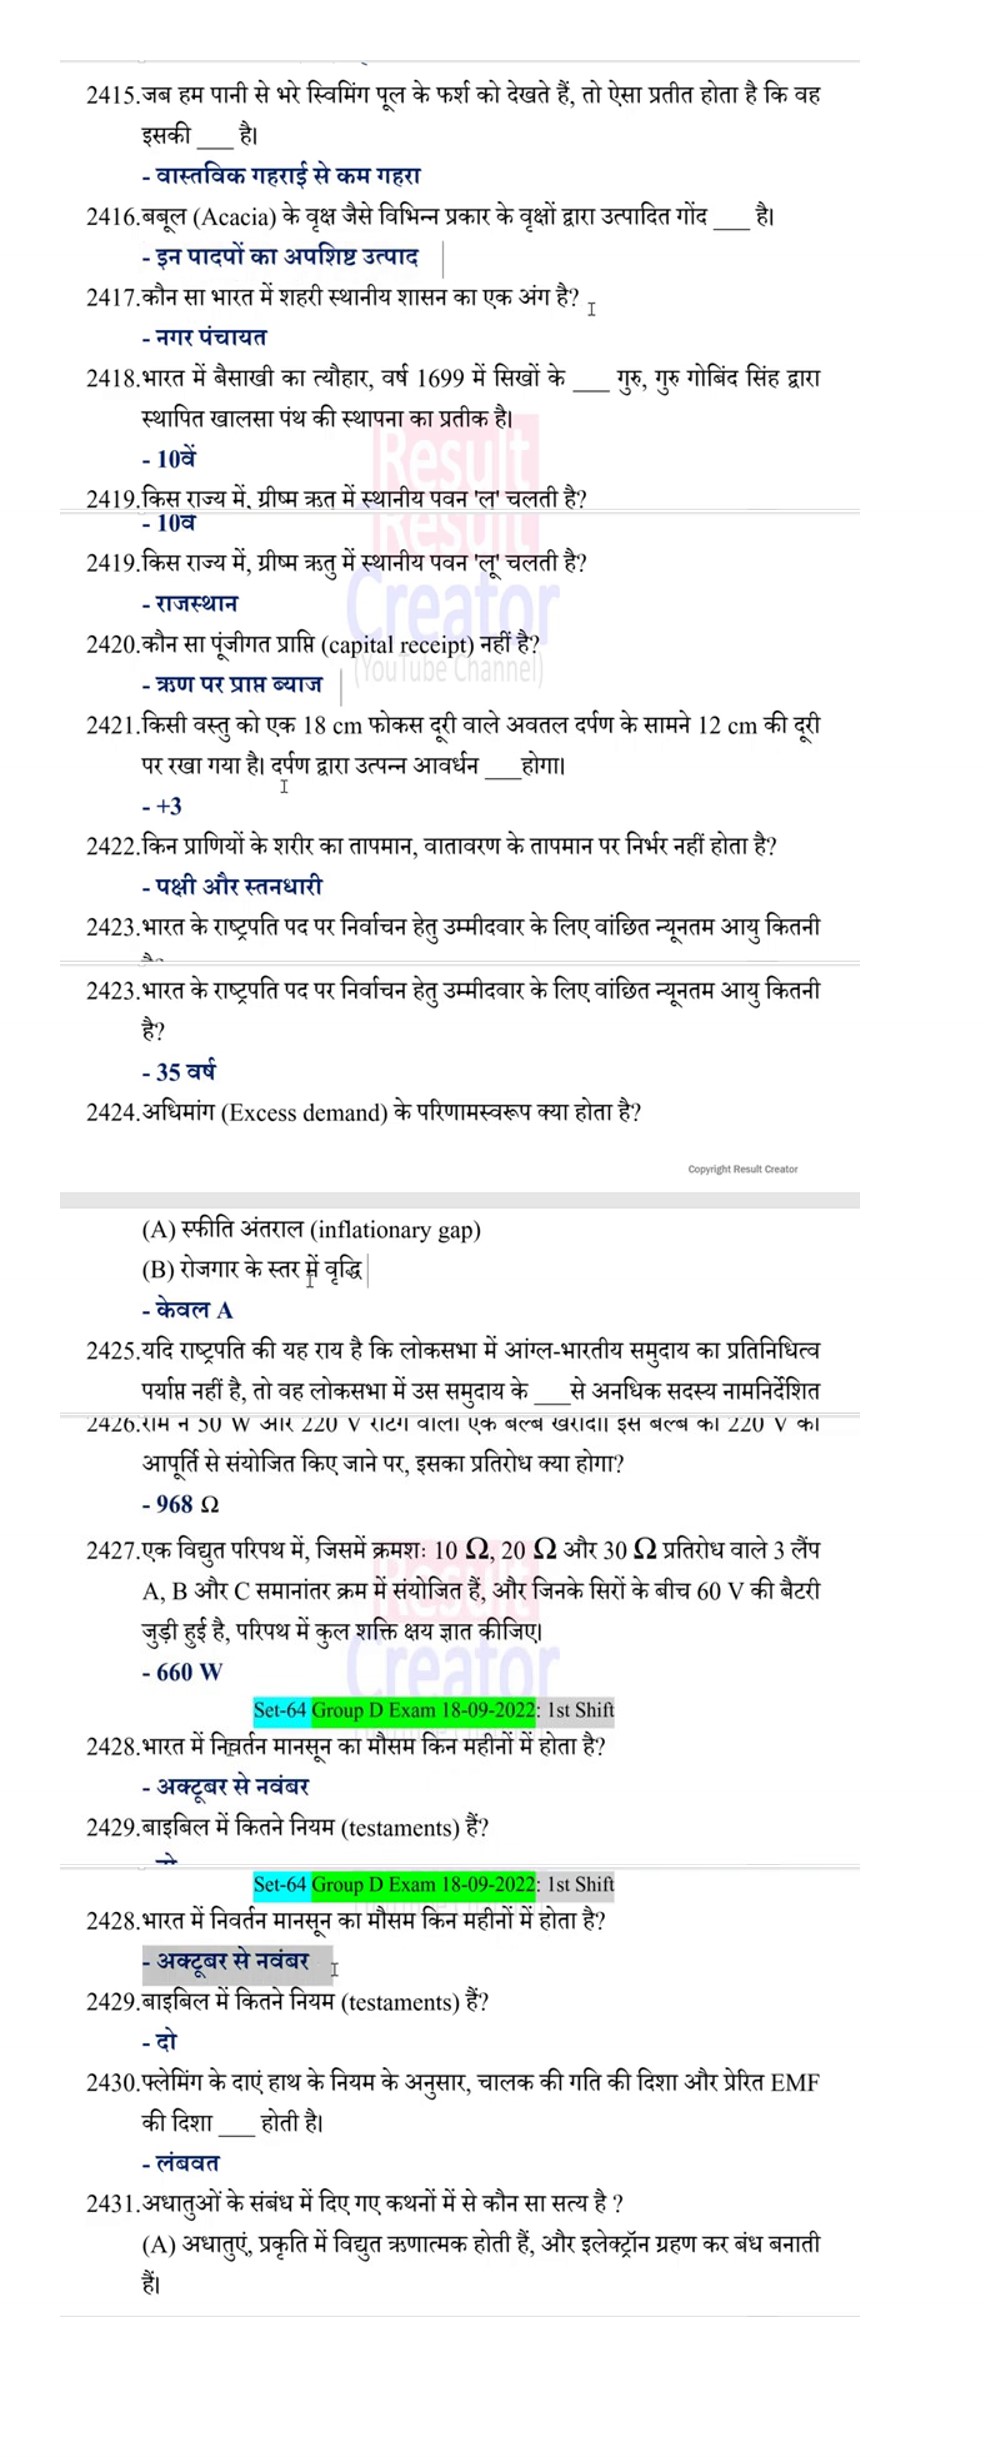 2415.जब हम पानी से भरे स्विमिंग पूल के फर्श को देखते हैं, तो ऐसा प्रतीत होता है कि वह
इसकी ____ है।
- वास्तविक गहराई से कम गहरा
2416.बबूल (Acacia) के वृक्ष जैसे विभिन्न प्रकार के वृक्षों द्वारा उत्पादित गोंद ____ है।
- इन पादपों का अपशिष्ट उत्पाद
2417.कौन सा भारत में शहरी स्थानीय शासन का एक अंग है?
- नगर पंचायत
2418.भारत में बैसाखी का त्यौहार, वर्ष 1699 में सिखों के ____ गुरु, गुरु गोबिंद सिंह द्वारा
स्थापित खालसा पंथ की स्थापना का प्रतीक है।
Result
- 10वें
2419.किस राज्य में, ग्रीष्म ऋतु में स्थानीय पवन 'लू' चलती है?
- 10वें
Result
2419.किस राज्य में, ग्रीष्म ऋतु में स्थानीय पवन 'लू' चलती है?
- राजस्थान
Creator
2420.कौन सा पूंजीगत प्राप्ति (capital receipt) नहीं है?
(YouTube Channel)
- ऋण पर प्राप्त ब्याज
2421.किसी वस्तु को एक 18 cm फोकस दूरी वाले अवतल दर्पण के सामने 12 cm की दूरी
पर रखा गया है। दर्पण द्वारा उत्पन्न आवर्धन ____होगा।
- +3
2422.किन प्राणियों के शरीर का तापमान, वातावरण के तापमान पर निर्भर नहीं होता है?
- पक्षी और स्तनधारी
2423.भारत के राष्ट्रपति पद पर निर्वाचन हेतु उम्मीदवार के लिए वांछित न्यूनतम आयु कितनी
2423.भारत के राष्ट्रपति पद पर निर्वाचन हेतु उम्मीदवार के लिए वांछित न्यूनतम आयु कितनी
है?
- 35 वर्ष
2424.अधिमांग (Excess demand) के परिणामस्वरूप क्या होता है?
Copyright Result Creator
(A) स्फीति अंतराल (inflationary gap)
(B) रोजगार के स्तर में वृद्धि
- केवल A
2425.यदि राष्ट्रपति की यह राय है कि लोकसभा में आंग्ल-भारतीय समुदाय का प्रतिनिधित्व
पर्याप्त नहीं है, तो वह लोकसभा में उस समुदाय के ____से अनधिक सदस्य नामनिर्देशित
2426.राम ने 50 W और 220 V रेटिंग वाला एक बल्ब खरीदा। इस बल्ब को 220 V की
आपूर्ति से संयोजित किए जाने पर, इसका प्रतिरोध क्या होगा?
- 968 Ω
2427.एक विद्युत परिपथ में, जिसमें क्रमशः 10 Ω, 20 Ω और 30 Ω प्रतिरोध वाले 3 लैंप
A, B और C समानांतर क्रम में संयोजित हैं, और जिनके सिरों के बीच 60 V की बैटरी
Result
जुड़ी हुई है, परिपथ में कुल शक्ति क्षय ज्ञात कीजिए।
- 660 W
Creator
Set-64 Group D Exam 18-09-2022: 1st Shift
2428.भारत में निवर्तन मानसून का मौसम किन महीनों में होता है?
- अक्टूबर से नवंबर
2429.बाइबिल में कितने नियम (testaments) हैं?
Set-64 Group D Exam 18-09-2022: 1st Shift
2428.भारत में निवर्तन मानसून का मौसम किन महीनों में होता है?
- अक्टूबर से नवंबर
2429.बाइबिल में कितने नियम (testaments) हैं?
- दो
2430.फ्लेमिंग के दाएं हाथ के नियम के अनुसार, चालक की गति की दिशा और प्रेरित EMF
की दिशा ____ होती है।
- लंबवत
2431.अधातुओं के संबंध में दिए गए कथनों में से कौन सा सत्य है ?
(A) अधातुएं, प्रकृति में विद्युत ऋणात्मक होती हैं, और इलेक्ट्रॉन ग्रहण कर बंध बनाती
हैं।